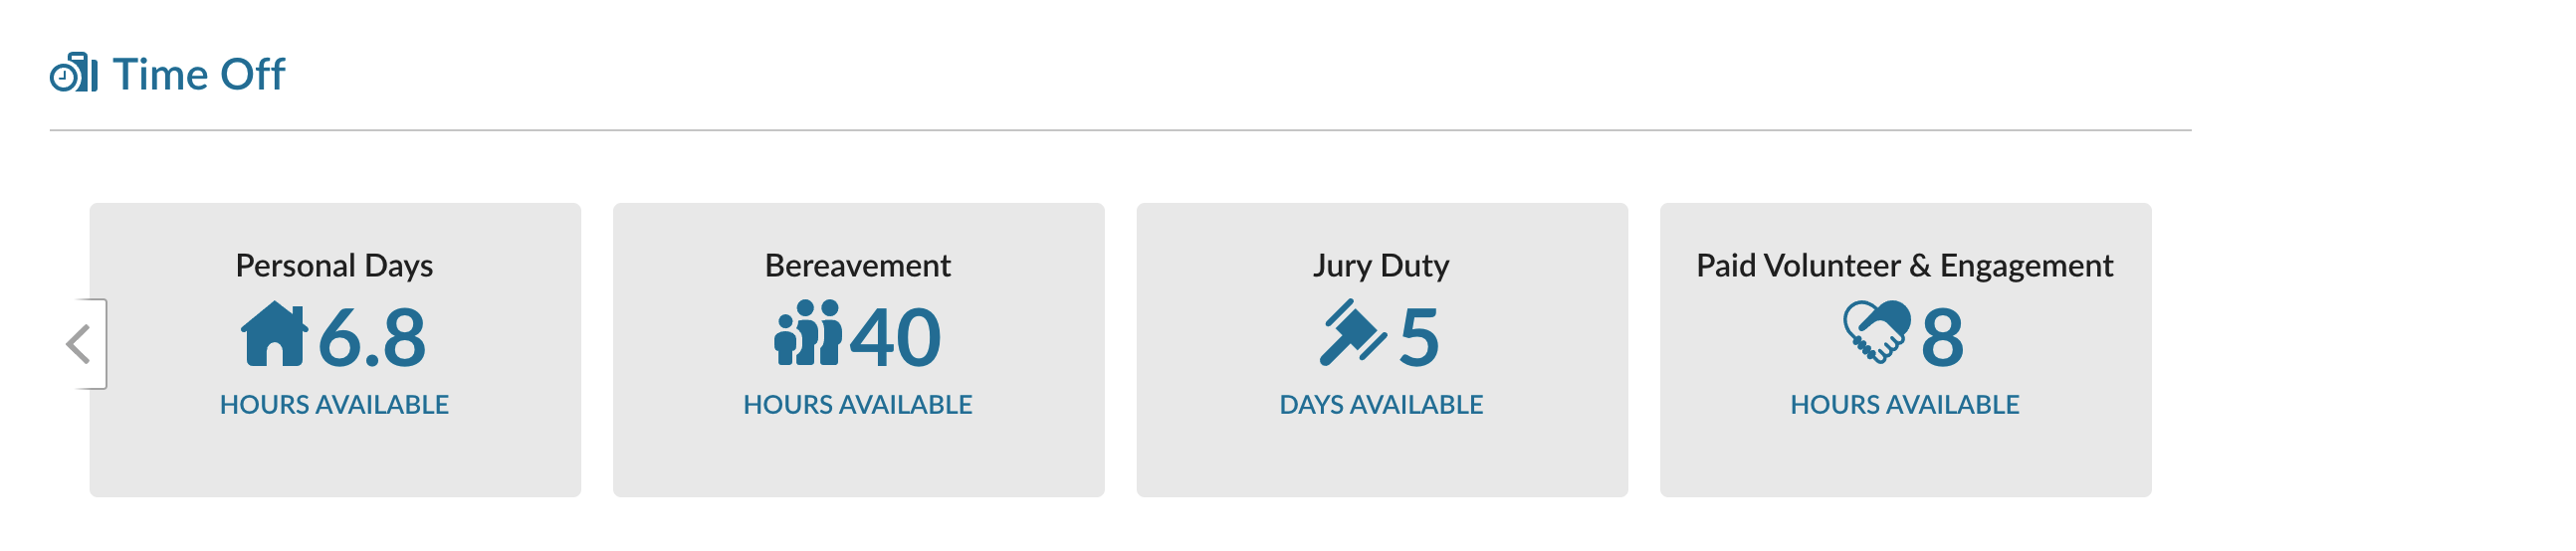 Time Off
Personal Days
6.8
HOURS AVAILABLE
Bereavement
40
HOURS AVAILABLE
Jury Duty
5
DAYS AVAILABLE
Paid Volunteer & Engagement
8
HOURS AVAILABLE